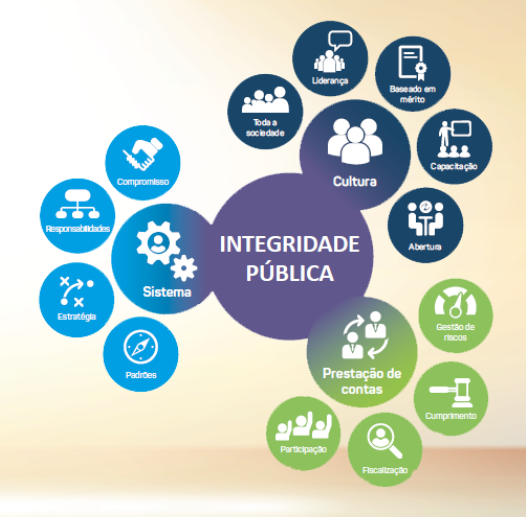 Liderança
Baseado em
mérito
Toda a
sociedade
Capacitação
Cultura
Compromisso
Abertura
Responsabilidades
INTEGRIDADE
PÚBLICA
Sistema
Estratégia
Gestão de
riscos
Padrões
Prestação de
contas
Cumprimento
Participação
Fiscalização